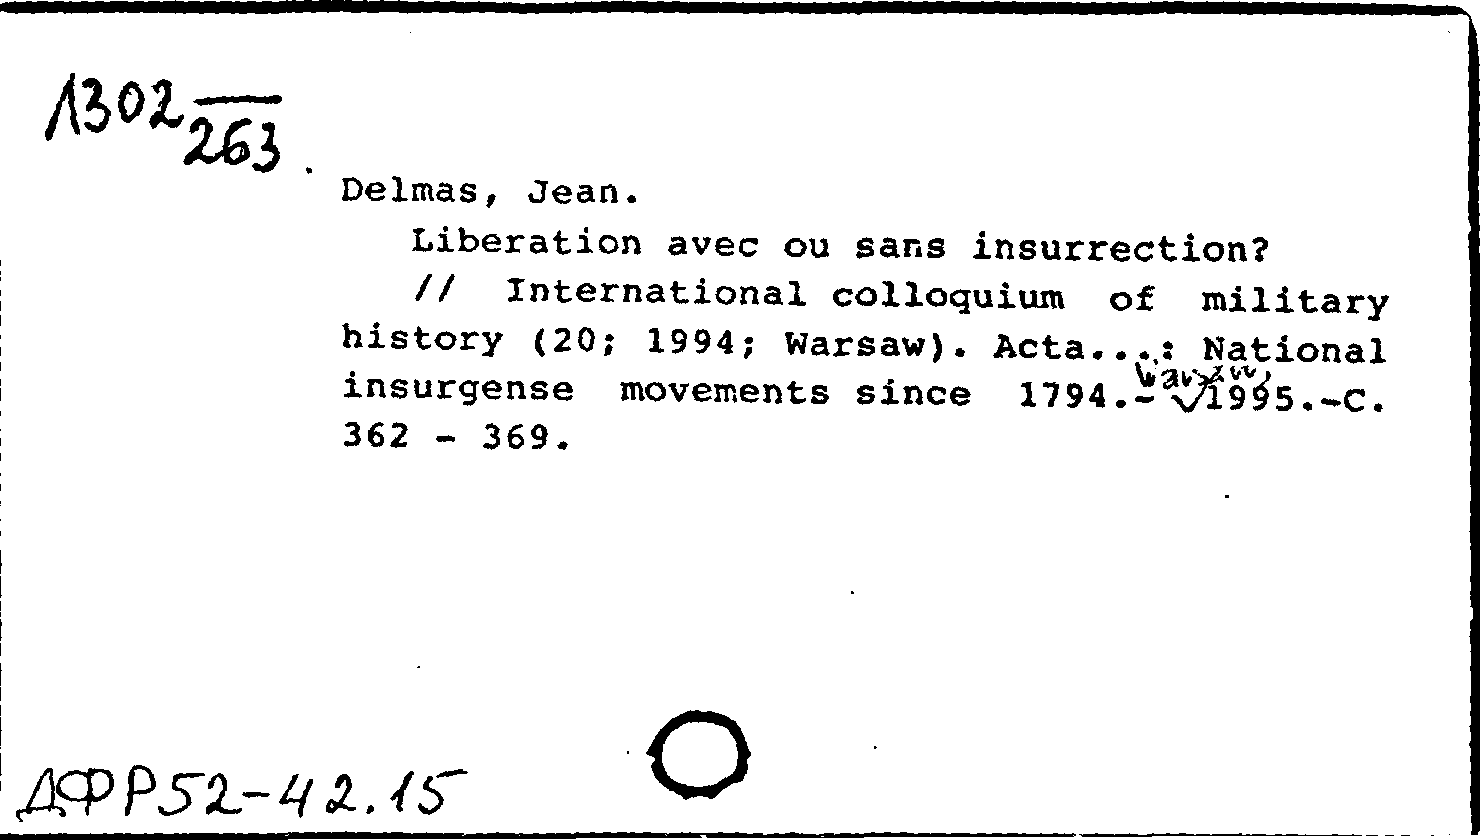 1302 263
Delmas, Jean.
Liberation avec ou sans insurrection?
// International colloquium of military
history (20; 1994; Warsaw). Acta...: National
insurgense movements since 1794.- Warsaw, 1995.-C.
362 - 369.
ДФР52-42.15